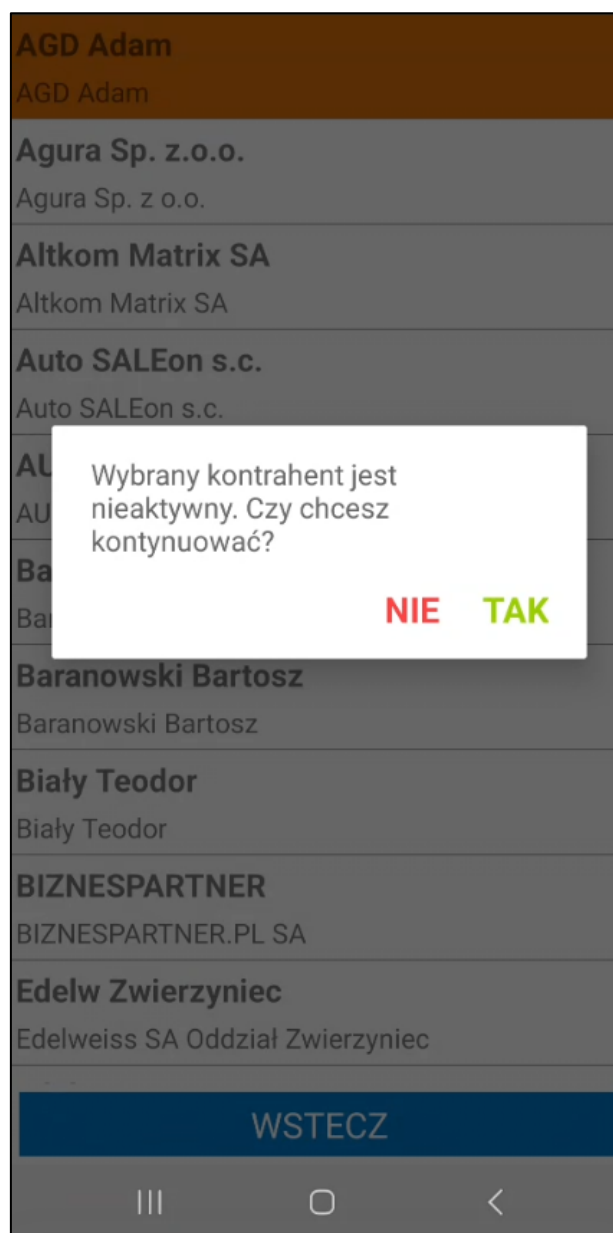 AGD Adam
AGD Adam
Agura Sp. z.o.o.
Agura Sp. z o.o.
Altkom Matrix SA
Altkom Matrix SA
Auto SALEon s.c.
Auto SALEon s.c.
Wybrany kontrahent jest
nieaktywny. Czy chcesz
kontynuować?
NIE TAK
Baranowski Bartosz
Baranowski Bartosz
Biały Teodor
Biały Teodor
BIZNESPARTNER
BIZNESPARTNER.PL SA
Edelw Zwierzyniec
Edelweiss SA Oddział Zwierzyniec
WSTECZ